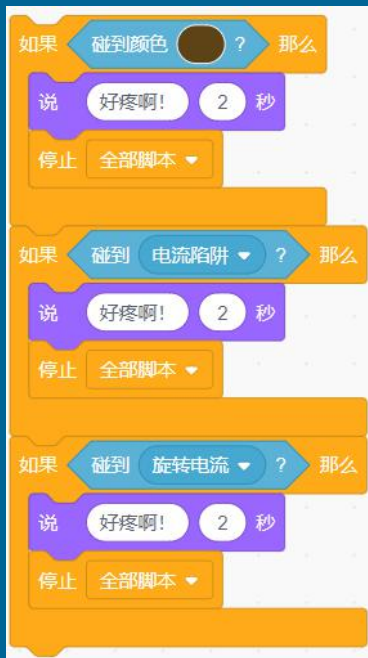 如果 碰到颜色 ? 那么
说 好疼啊! 2 秒
停止 全部脚本
如果 碰到 电流陷阱 ? 那么
说 好疼啊! 2 秒
停止 全部脚本
如果 碰到 旋转电流 ? 那么
说 好疼啊! 2 秒
停止 全部脚本